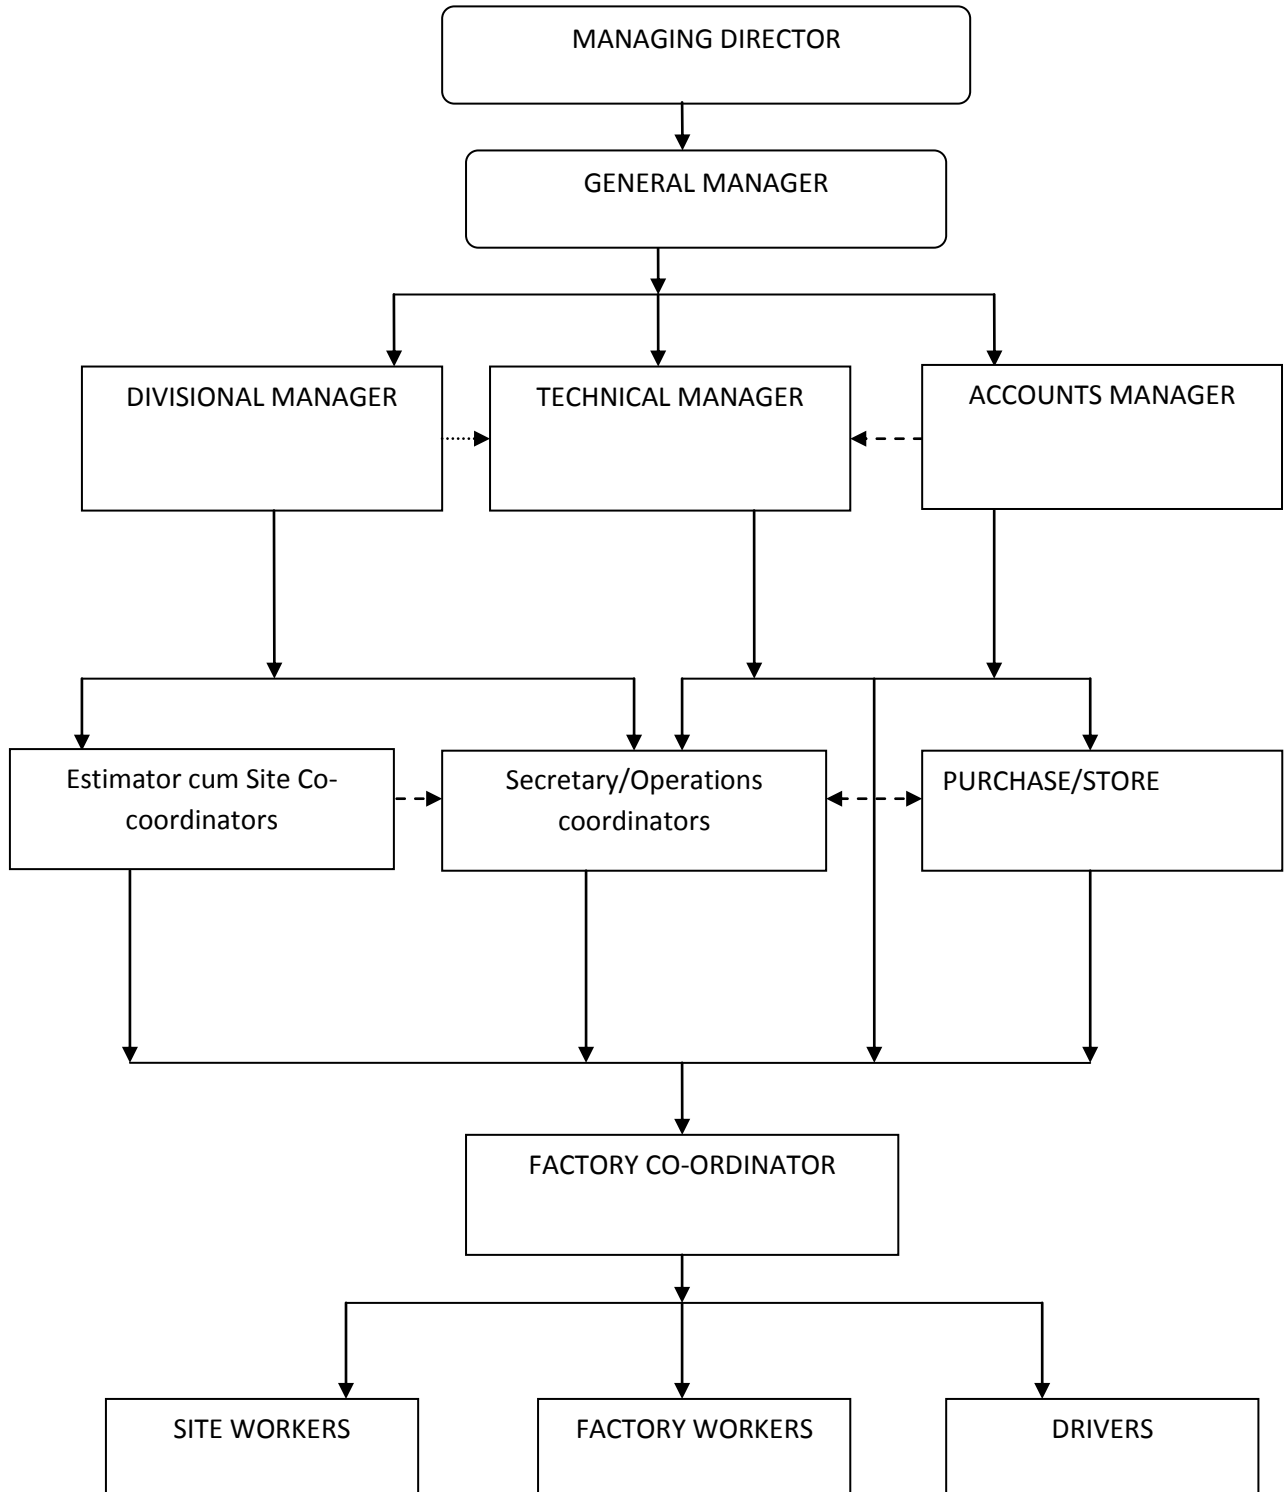 MANAGING DIRECTOR
GENERAL MANAGER
DIVISIONAL MANAGER
TECHNICAL MANAGER
ACCOUNTS MANAGER
Estimator cum Site Co-
coordinators
Secretary/Operations
coordinators
PURCHASE/STORE
FACTORY CO-ORDINATOR
SITE WORKERS
FACTORY WORKERS
DRIVERS